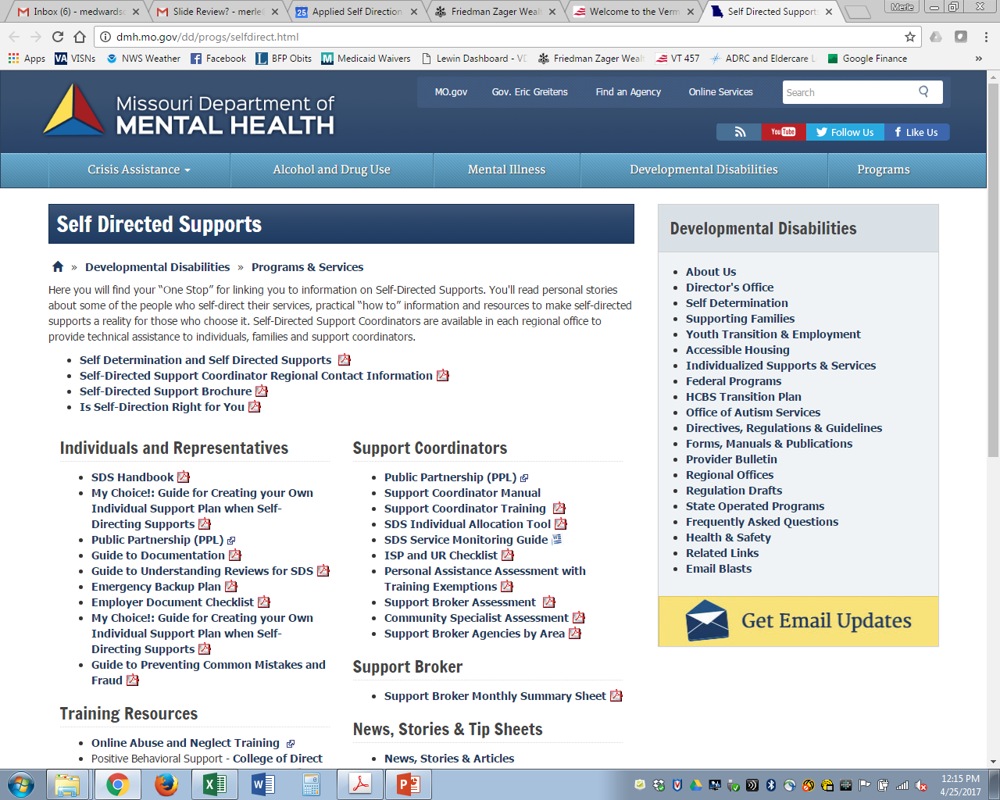 Inbox (6) - medwards
Slide Review? - merle
Applied Self Direction
Friedman Zager Weal
Welcome to the Verm
Self Directed Support
Merle
dmh.mo.gov/dd/progs/selfdirect.html
Apps
VA VISNs
NWS Weather
Facebook
BFP Obits
Medicaid Waivers
Lewin Dashboard - VD
Friedman Zager Weal
VT 457
ADRC and Eldercare L
Google Finance
»
Missouri Department of
MENTAL HEALTH
MO.gov
Gov. Eric Greitens
Find an Agency
Online Services
Search
YouTube
Follow Us
Like Us
Crisis Assistance
Alcohol and Drug Use
Mental Illness
Developmental Disabilities
Programs
Self Directed Supports
» Developmental Disabilities » Programs & Services
Here you will find your “One Stop” for linking you to information on Self-Directed Supports. You'll read personal stories
about some of the people who self-direct their services, practical “how to” information and resources to make self-directed
supports a reality for those who choose it. Self-Directed Support Coordinators are available in each regional office to
provide technical assistance to individuals, families and support coordinators.
Self Determination and Self Directed Supports
Self-Directed Support Coordinator Regional Contact Information
Self-Directed Support Brochure
Is Self-Direction Right for You
Individuals and Representatives
SDS Handbook
My Choice!: Guide for Creating your Own
Individual Support Plan when Self-
Directing Supports
Public Partnership (PPL)
Guide to Documentation
Guide to Understanding Reviews for SDS
Emergency Backup Plan
Employer Document Checklist
My Choice!: Guide for Creating your Own
Individual Support Plan when Self-
Directing Supports
Guide to Preventing Common Mistakes and
Fraud
Training Resources
Online Abuse and Neglect Training
Positive Behavioral Support - College of Direct
Support Coordinators
Public Partnership (PPL)
Support Coordinator Manual
Support Coordinator Training
SDS Individual Allocation Tool
SDS Service Monitoring Guide
ISP and UR Checklist
Personal Assistance Assessment with
Training Exemptions
Support Broker Assessment
Community Specialist Assessment
Support Broker Agencies by Area
Support Broker
Support Broker Monthly Summary Sheet
News, Stories & Tip Sheets
News, Stories & Articles
Developmental Disabilities
About Us
Director's Office
Self Determination
Supporting Families
Youth Transition & Employment
Accessible Housing
Individualized Supports & Services
Federal Programs
HCBS Transition Plan
Office of Autism Services
Directives, Regulations & Guidelines
Forms, Manuals & Publications
Provider Bulletin
Regional Offices
Regulation Drafts
State Operated Programs
Frequently Asked Questions
Health & Safety
Related Links
Email Blasts
Get Email Updates
12:15 PM
4/25/2017